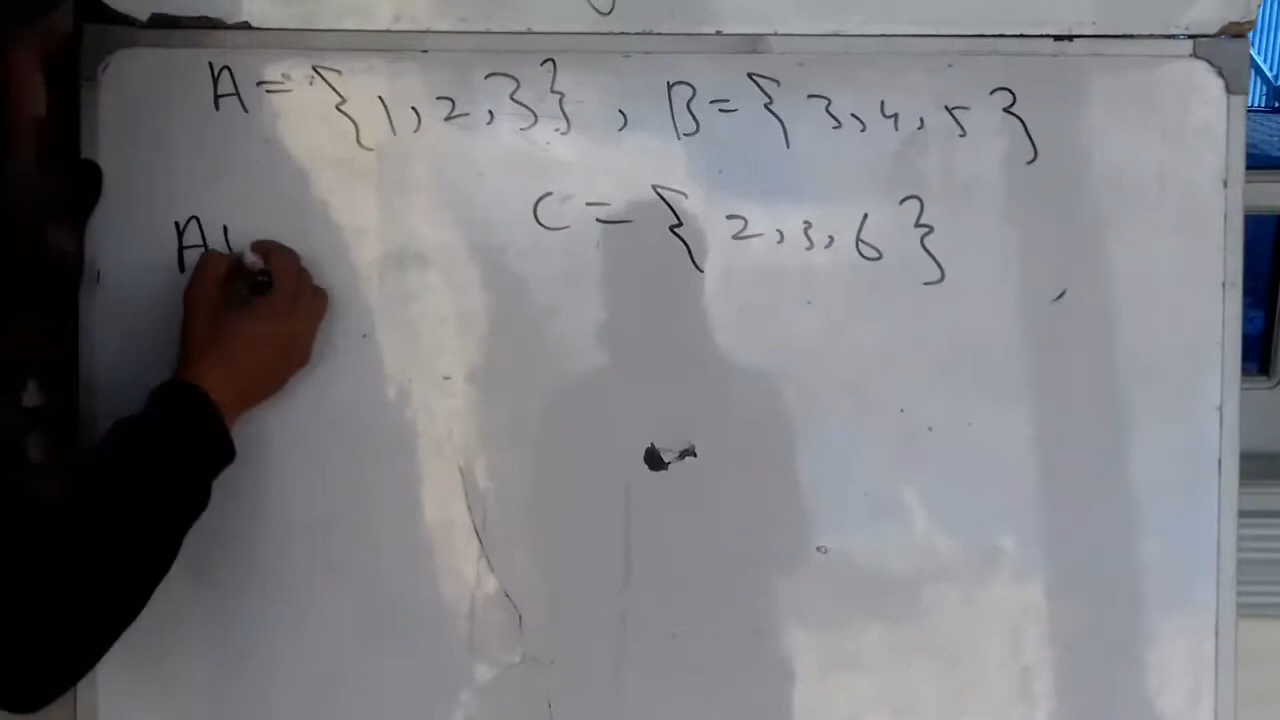 A = {1, 2, 3}, B = {3, 4, 5}
C = {2, 3, 6}
A